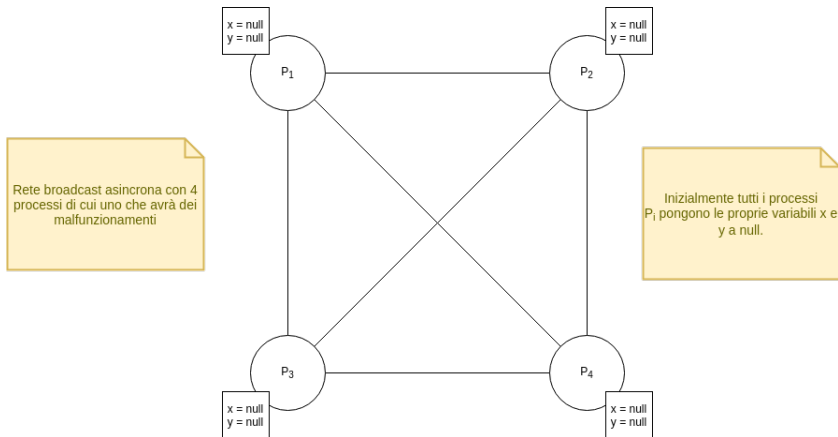 x = null
y = null
P1
x = null
y = null
P2
Rete broadcast asincrona con 4
processi di cui uno che avrà dei
malfunzionamenti
Inizialmente tutti i processi
Pi pongono le proprie variabili x e
y a null.
P3
x = null
y = null
P4
x = null
y = null